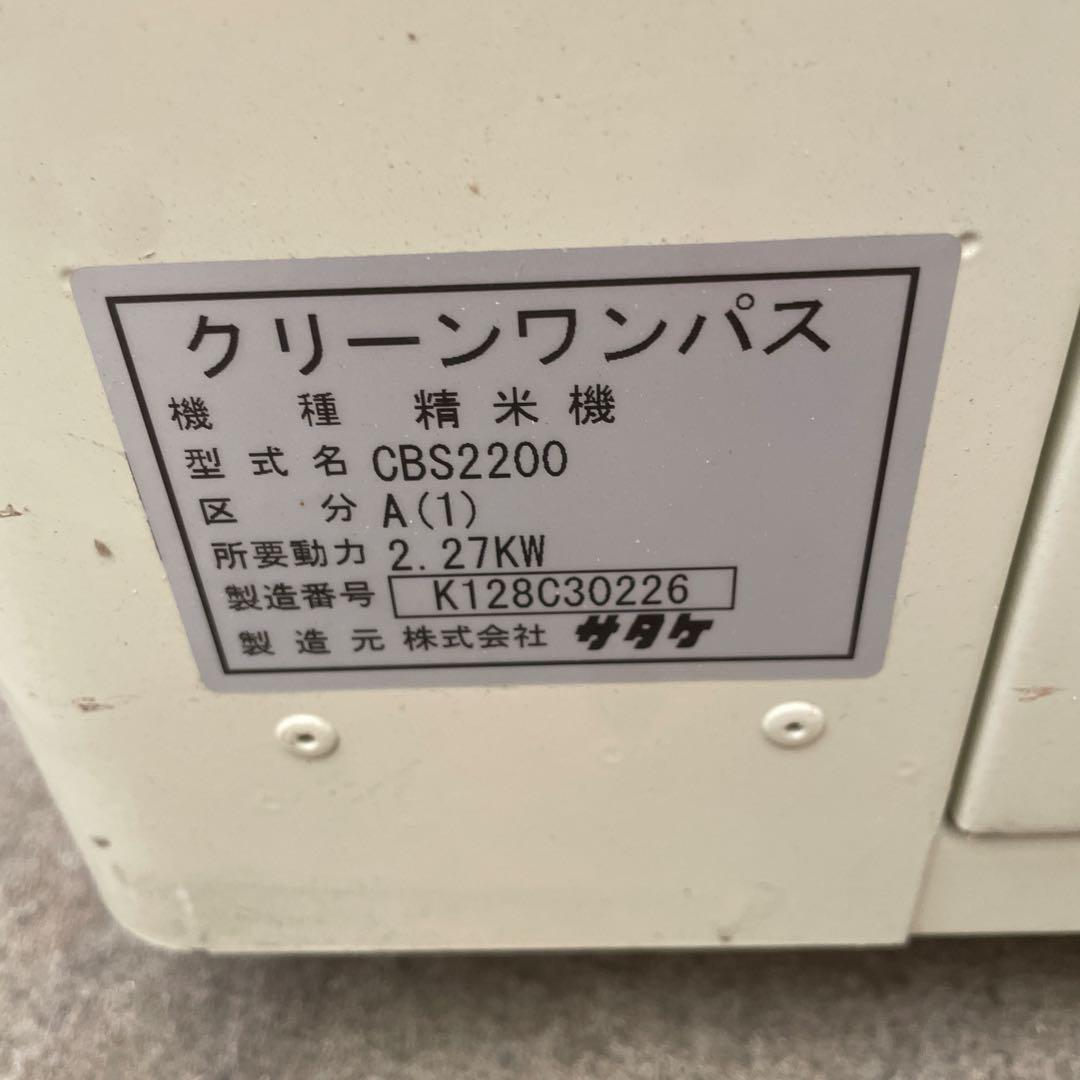 クリーンワンパス
機種 精米機
型式名 CBS2200
区分 A(1)
所要動力 2.27KW
製造番号 K128C30226
製造元 株式会社 サタケ